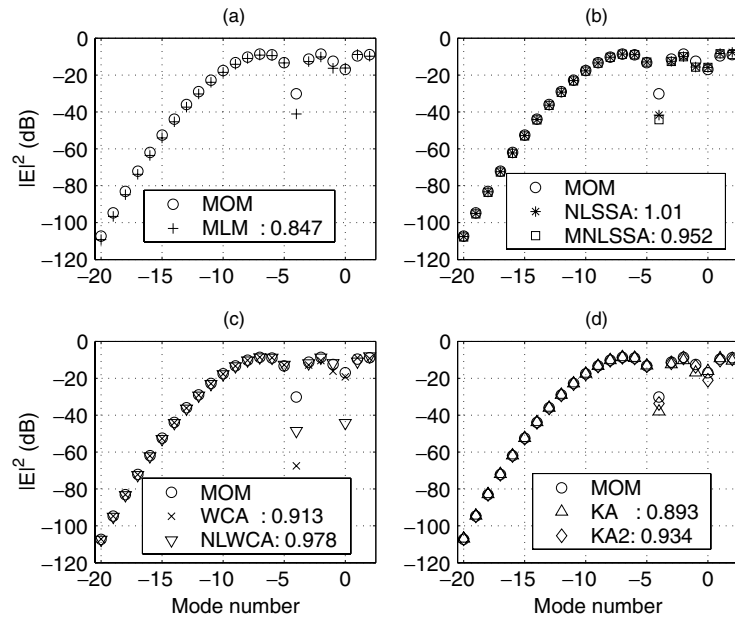 (a)
|E|² (dB)
0
−20
−40
−60
−80
−100
−120
−20 −15 −10 −5 0
MOM
MLM : 0.847
(b)
0
−20
−40
−60
−80
−100
−120
−20 −15 −10 −5 0
MOM
NLSSA: 1.01
MNLSSA: 0.952
(c)
|E|² (dB)
0
−20
−40
−60
−80
−100
−120
−20 −15 −10 −5 0
Mode number
MOM
WCA : 0.913
NLWCA: 0.978
(d)
0
−20
−40
−60
−80
−100
−120
−20 −15 −10 −5 0
Mode number
MOM
KA : 0.893
KA2: 0.934